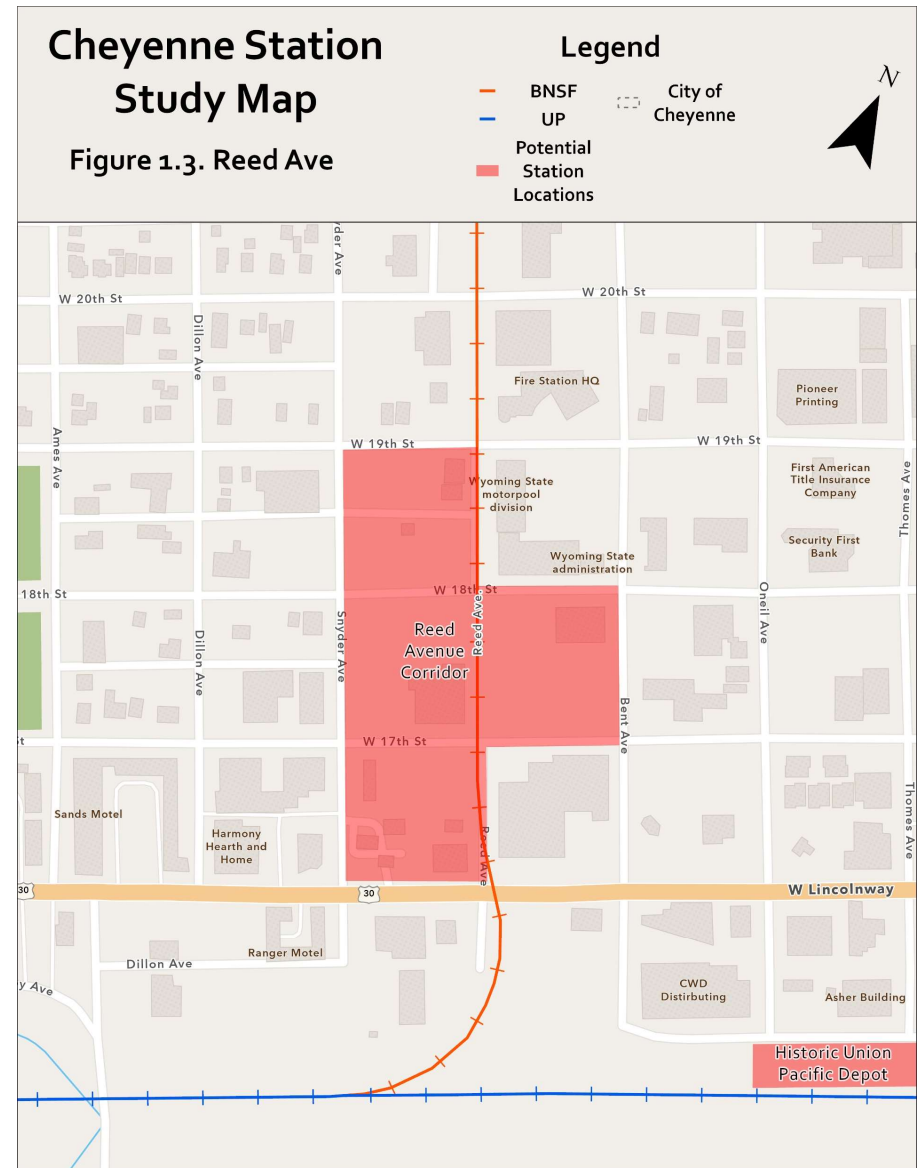 Cheyenne Station
Study Map
Figure 1.3. Reed Ave
Legend
BNSF
UP
Potential
Station
Locations
City of
Cheyenne
N
der Ave
W 20th St
W 20th St
Dillon Ave
Fire Station HQ
Pioneer
Printing
Ames Ave
W 19th St
W 19th St
Wyoming State
motorpool
division
First American
Title Insurance
Company
Thomes Ave
Security First
Bank
Wyoming State
administration
18th St
W 18th St
Reed Ave
Oneil Ave
Dillon Ave
Snyder Ave
Reed
Avenue
Corridor
Bent Ave
St
W 17th St
Sands Motel
Harmony
Hearth and
Home
Reed Ave
Thomes Ave
30
30
W Lincolnway
Ranger Motel
Dillon Ave
y Ave
CWD
Distirbuting
Asher Building
Historic Union
Pacific Depot